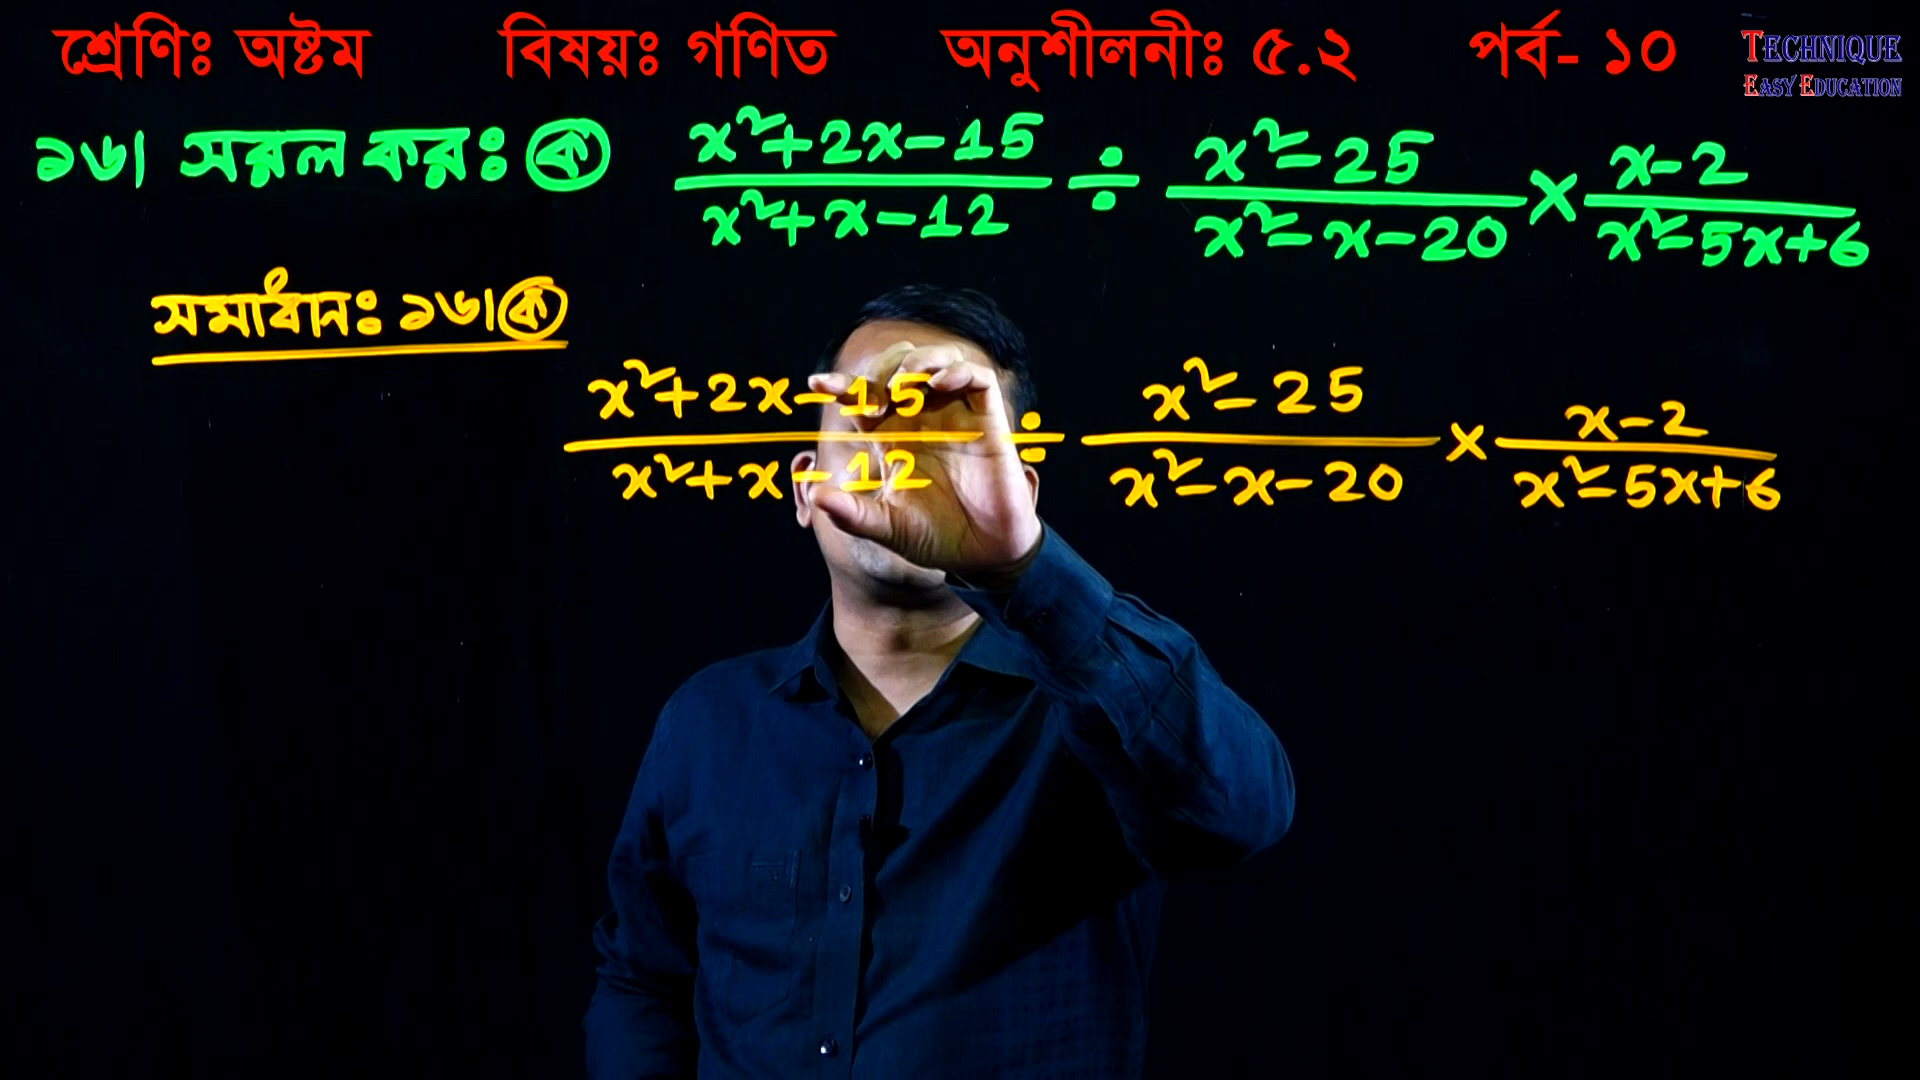 শ্রেণিঃ অষ্টম বিষয়ঃ গণিত অনুশীলনীঃ ৫.২ পর্ব- ১০
TECHNIQUE
EASY EDUCATION
১৬। সরল করঃ (ক) (x²+2x-15)/(x²+x-12) ÷ (x²-25)/(x²-x-20) × (x-2)/(x²-5x+6)
সমাধানঃ ১৬।(ক)
(x²+2x-15)/(x²+x-12) ÷ (x²-25)/(x²-x-20) × (x-2)/(x²-5x+6)